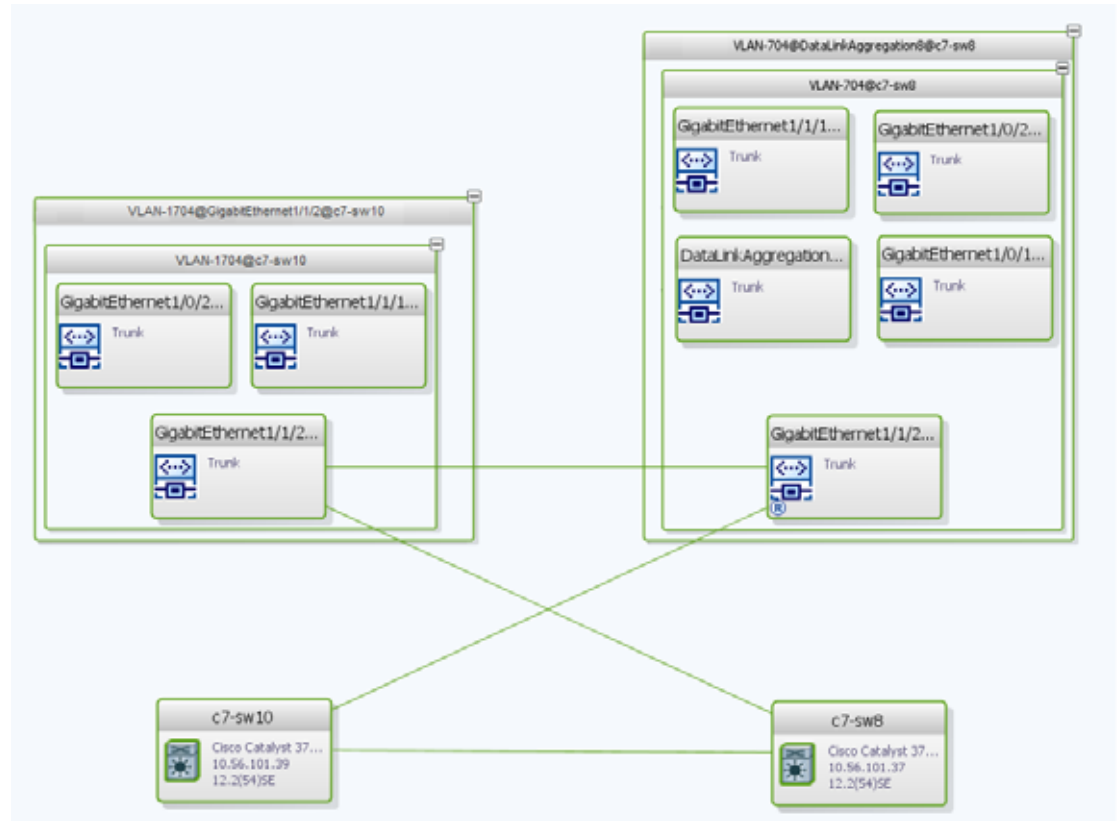 VLAN-704@DataLinkAggregation8@c7-sw8
VLAN-704@c7-sw8
GigabitEthernet1/1/1...
Trunk
GigabitEthernet1/0/2...
Trunk
DataLinkAggregation...
Trunk
GigabitEthernet1/0/1...
Trunk
GigabitEthernet1/1/2...
Trunk
R
VLAN-1704@GigabitEthernet1/1/2@c7-sw10
VLAN-1704@c7-sw10
GigabitEthernet1/0/2...
Trunk
GigabitEthernet1/1/1...
Trunk
GigabitEthernet1/1/2...
Trunk
c7-sw10
Cisco Catalyst 37...
10.56.101.39
12.2(54)SE
c7-sw8
Cisco Catalyst 37...
10.56.101.37
12.2(54)SE